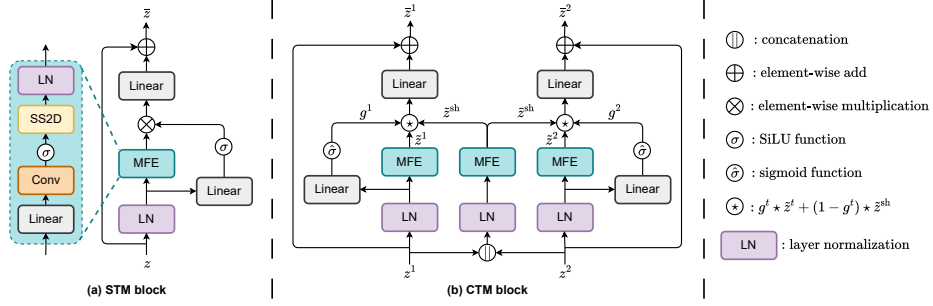 z̄
LN
SS2D
σ
Conv
Linear
Linear
MFE
σ
Linear
LN
z
(a) STM block
z̄¹
z̄²
Linear
Linear
g¹
z̃ˢʰ
z̃ˢʰ
g²
z̃¹
z̃²
σ̂
MFE
MFE
MFE
σ̂
Linear
Linear
LN
LN
LN
z¹
z²
(b) CTM block
: concatenation
: element-wise add
: element-wise multiplication
σ : SiLU function
σ̂ : sigmoid function
⋆ : gᵗ ⋆ z̃ᵗ + (1 − gᵗ) ⋆ z̃ˢʰ
LN : layer normalization